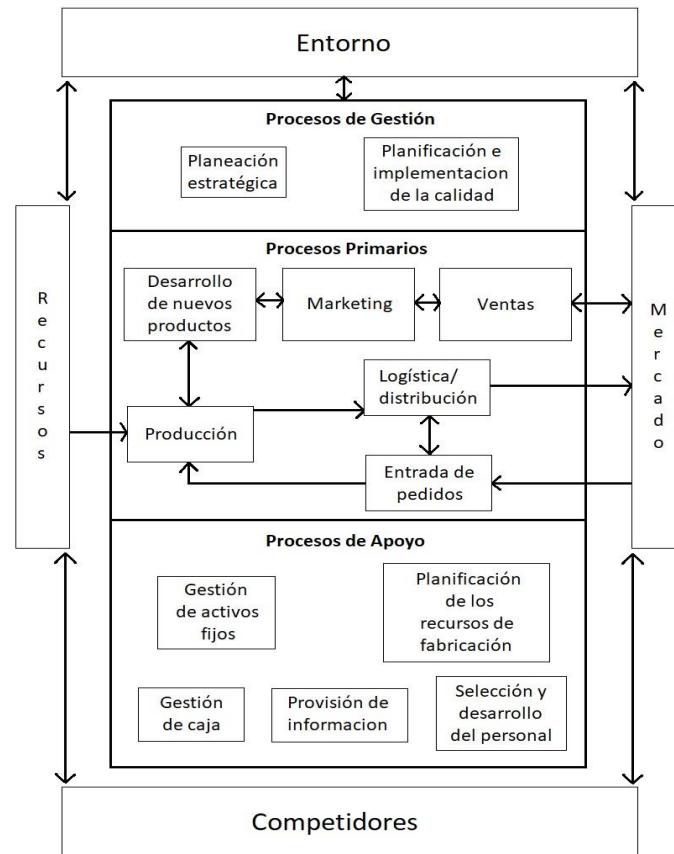 Entorno
Procesos de Gestión
Planeación
estratégica
Planificación e
implementacion
de la calidad
Recursos
Procesos Primarios
Desarrollo
de nuevos
productos
Marketing
Ventas
Mercado
Logística/
distribución
Producción
Entrada de
pedidos
Procesos de Apoyo
Gestión
de activos
fijos
Planificación
de los
recursos de
fabricación
Gestión
de caja
Provisión de
informacion
Selección y
desarrollo
del personal
Competidores